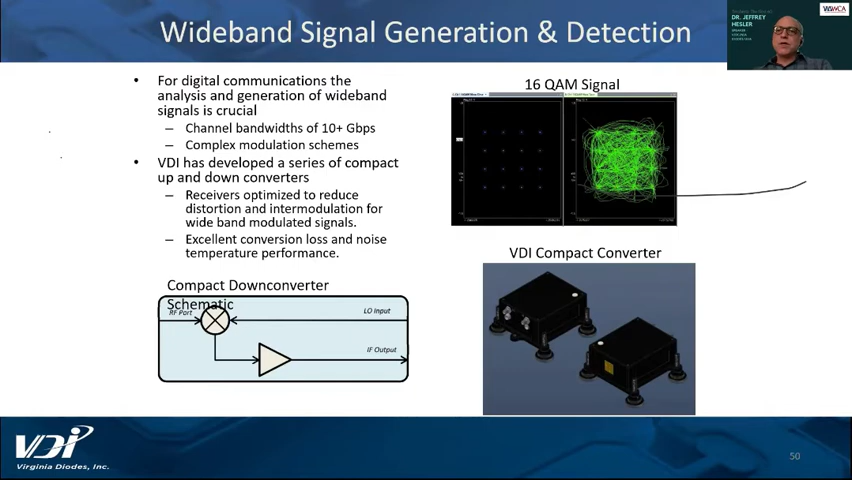 Wideband Signal Generation & Detection
DR. JEFFREY
HESLER
• For digital communications the
analysis and generation of wideband
signals is crucial
– Channel bandwidths of 10+ Gbps
– Complex modulation schemes
• VDI has developed a series of compact
up and down converters
– Receivers optimized to reduce
distortion and intermodulation for
wide band modulated signals.
– Excellent conversion loss and noise
temperature performance.
16 QAM Signal
VDI Compact Converter
Compact Downconverter
Schematic
RF Port
LO Input
IF Output
VDI
Virginia Diodes, Inc.
50